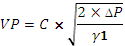 VP = C × √((2 × ΔP) / γ1)